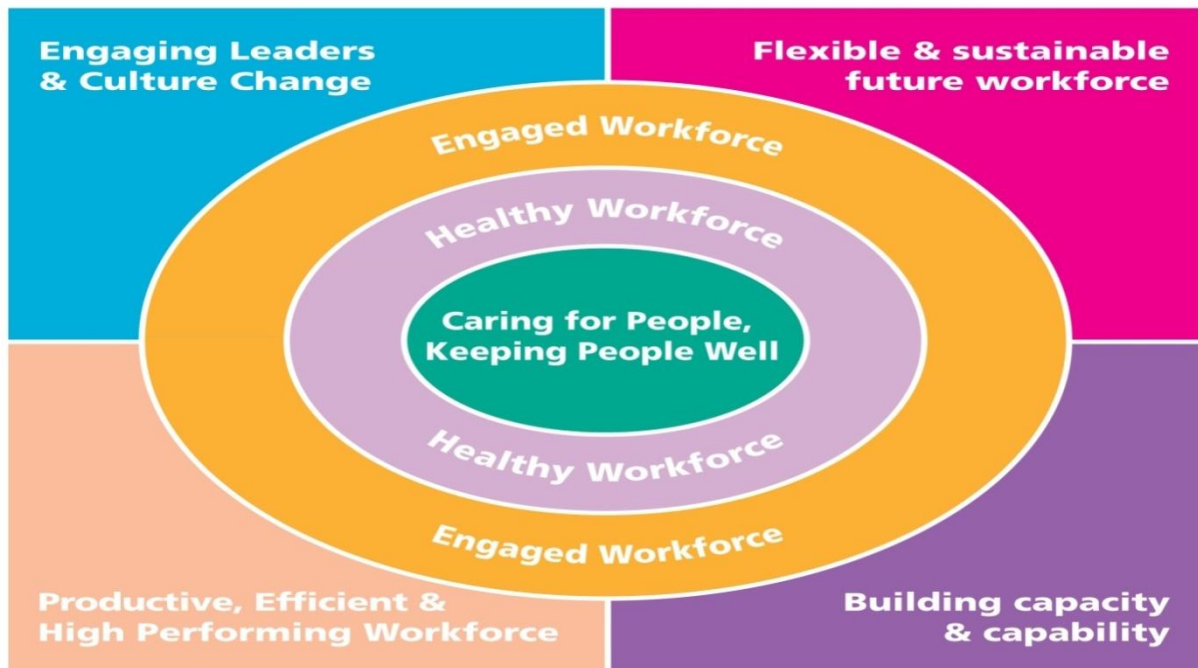 Engaging Leaders
& Culture Change
Flexible & sustainable
future workforce
Engaged Workforce
Healthy Workforce
Caring for People,
Keeping People Well
Healthy Workforce
Engaged Workforce
Productive, Efficient &
High Performing Workforce
Building capacity
& capability